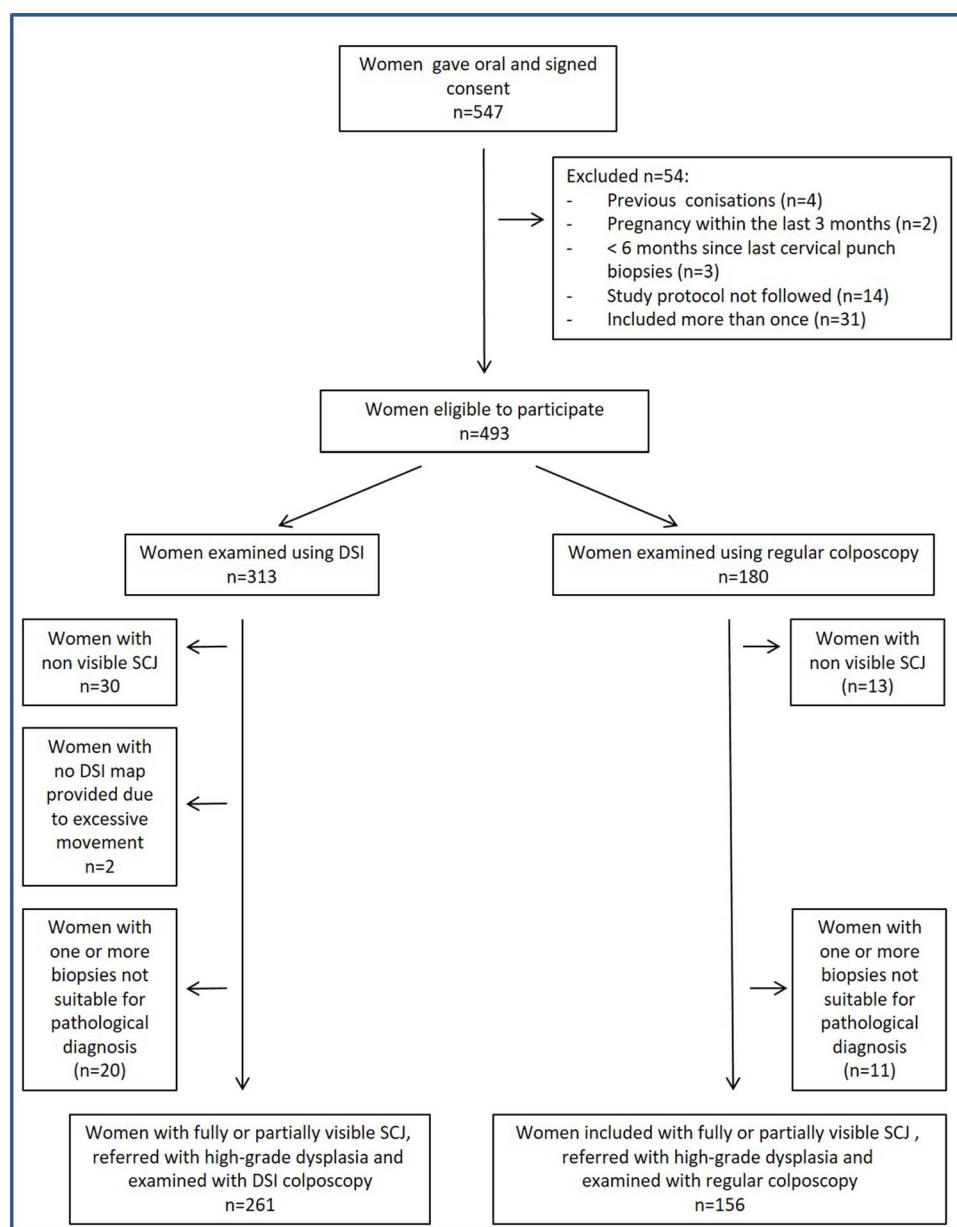 Women gave oral and signed
consent
n=547
Excluded n=54:
- Previous conisations (n=4)
- Pregnancy within the last 3 months (n=2)
- < 6 months since last cervical punch
biopsies (n=3)
- Study protocol not followed (n=14)
- Included more than once (n=31)
Women eligible to participate
n=493
Women examined using DSI
n=313
Women examined using regular colposcopy
n=180
Women with
non visible SCJ
n=30
Women with
non visible SCJ
(n=13)
Women with
no DSI map
provided due
to excessive
movement
n=2
Women with
one or more
biopsies not
suitable for
pathological
diagnosis
(n=20)
Women with
one or more
biopsies not
suitable for
pathological
diagnosis
(n=11)
Women with fully or partially visible SCJ,
referred with high-grade dysplasia and
examined with DSI colposcopy
n=261
Women included with fully or partially visible SCJ ,
referred with high-grade dysplasia and
examined with regular colposcopy
n=156